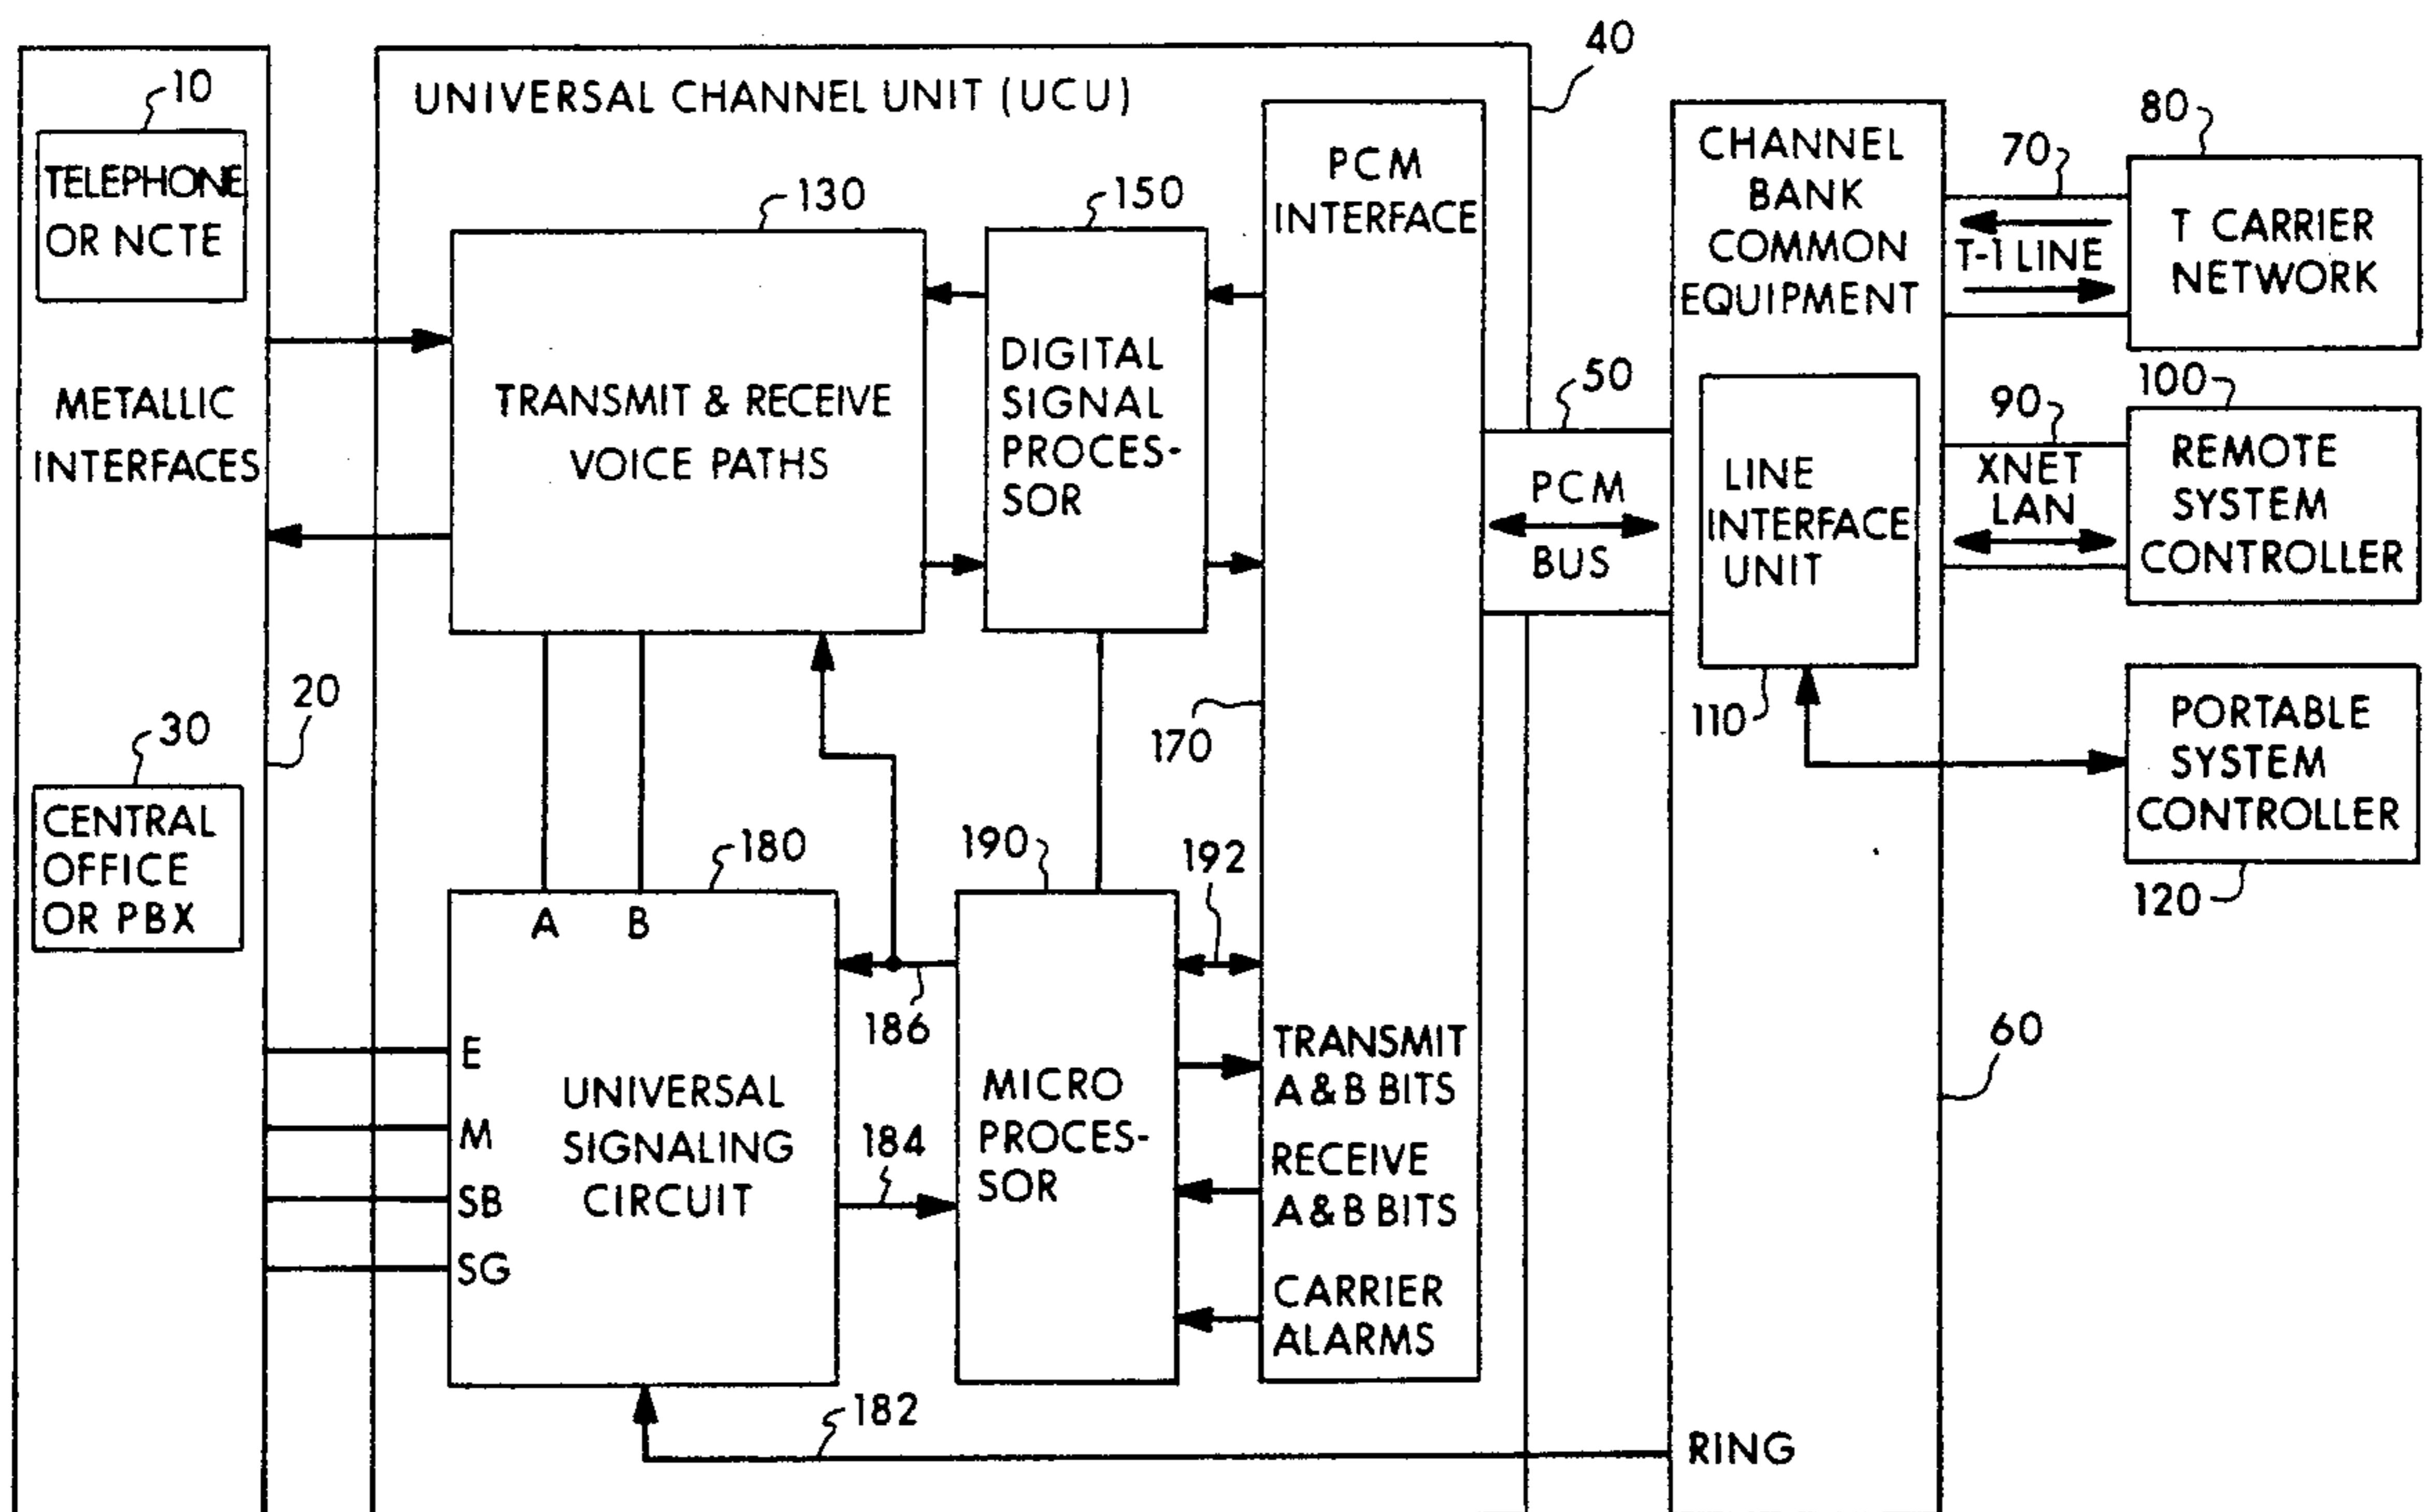 40
UNIVERSAL CHANNEL UNIT (UCU)
10
TELEPHONE
OR NCTE
METALLIC
INTERFACES
20
30
CENTRAL
OFFICE
OR PBX
130
TRANSMIT & RECEIVE
VOICE PATHS
150
DIGITAL
SIGNAL
PROCES-
SOR
PCM
INTERFACE
170
50
PCM
BUS
CHANNEL
BANK
COMMON
EQUIPMENT
LINE
INTERFACE
UNIT
110
70
T-1 LINE
80
T CARRIER
NETWORK
90
XNET
LAN
100
REMOTE
SYSTEM
CONTROLLER
PORTABLE
SYSTEM
CONTROLLER
120
60
180
A B
E
M
SB
SG
UNIVERSAL
SIGNALING
CIRCUIT
186
184
182
190
MICRO
PROCES-
SOR
192
TRANSMIT
A & B BITS
RECEIVE
A & B BITS
CARRIER
ALARMS
RING